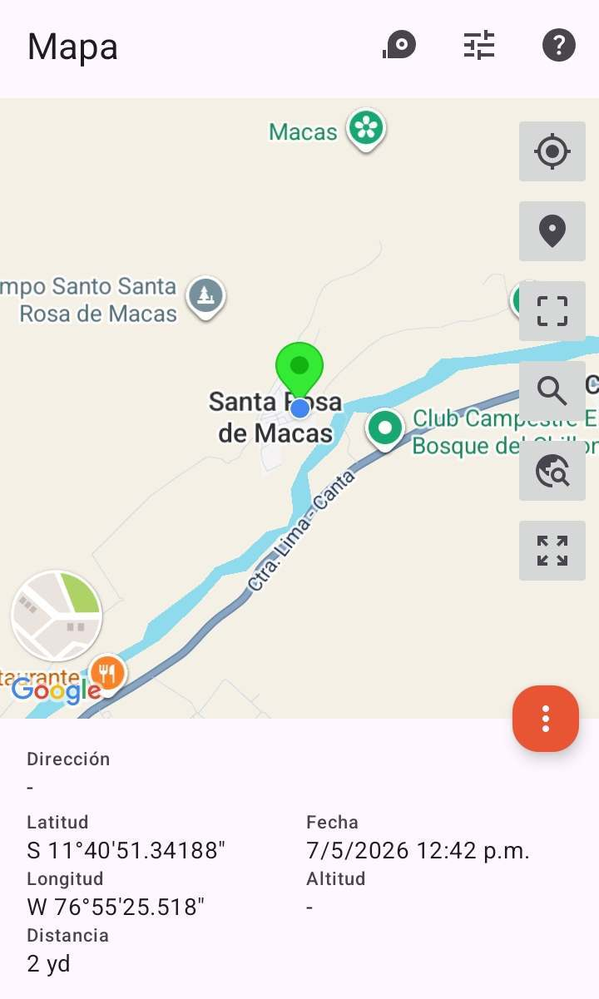 Mapa
Macas
mpo Santo Santa
Rosa de Macas
Santa Rosa
de Macas
Club Campestre E
Bosque del Chillon
C
Ctra. Lima - Canta
taurante
Google
Dirección
-
Latitud
S 11°40'51.34188"
Fecha
7/5/2026 12:42 p.m.
Longitud
W 76°55'25.518"
Altitud
-
Distancia
2 yd